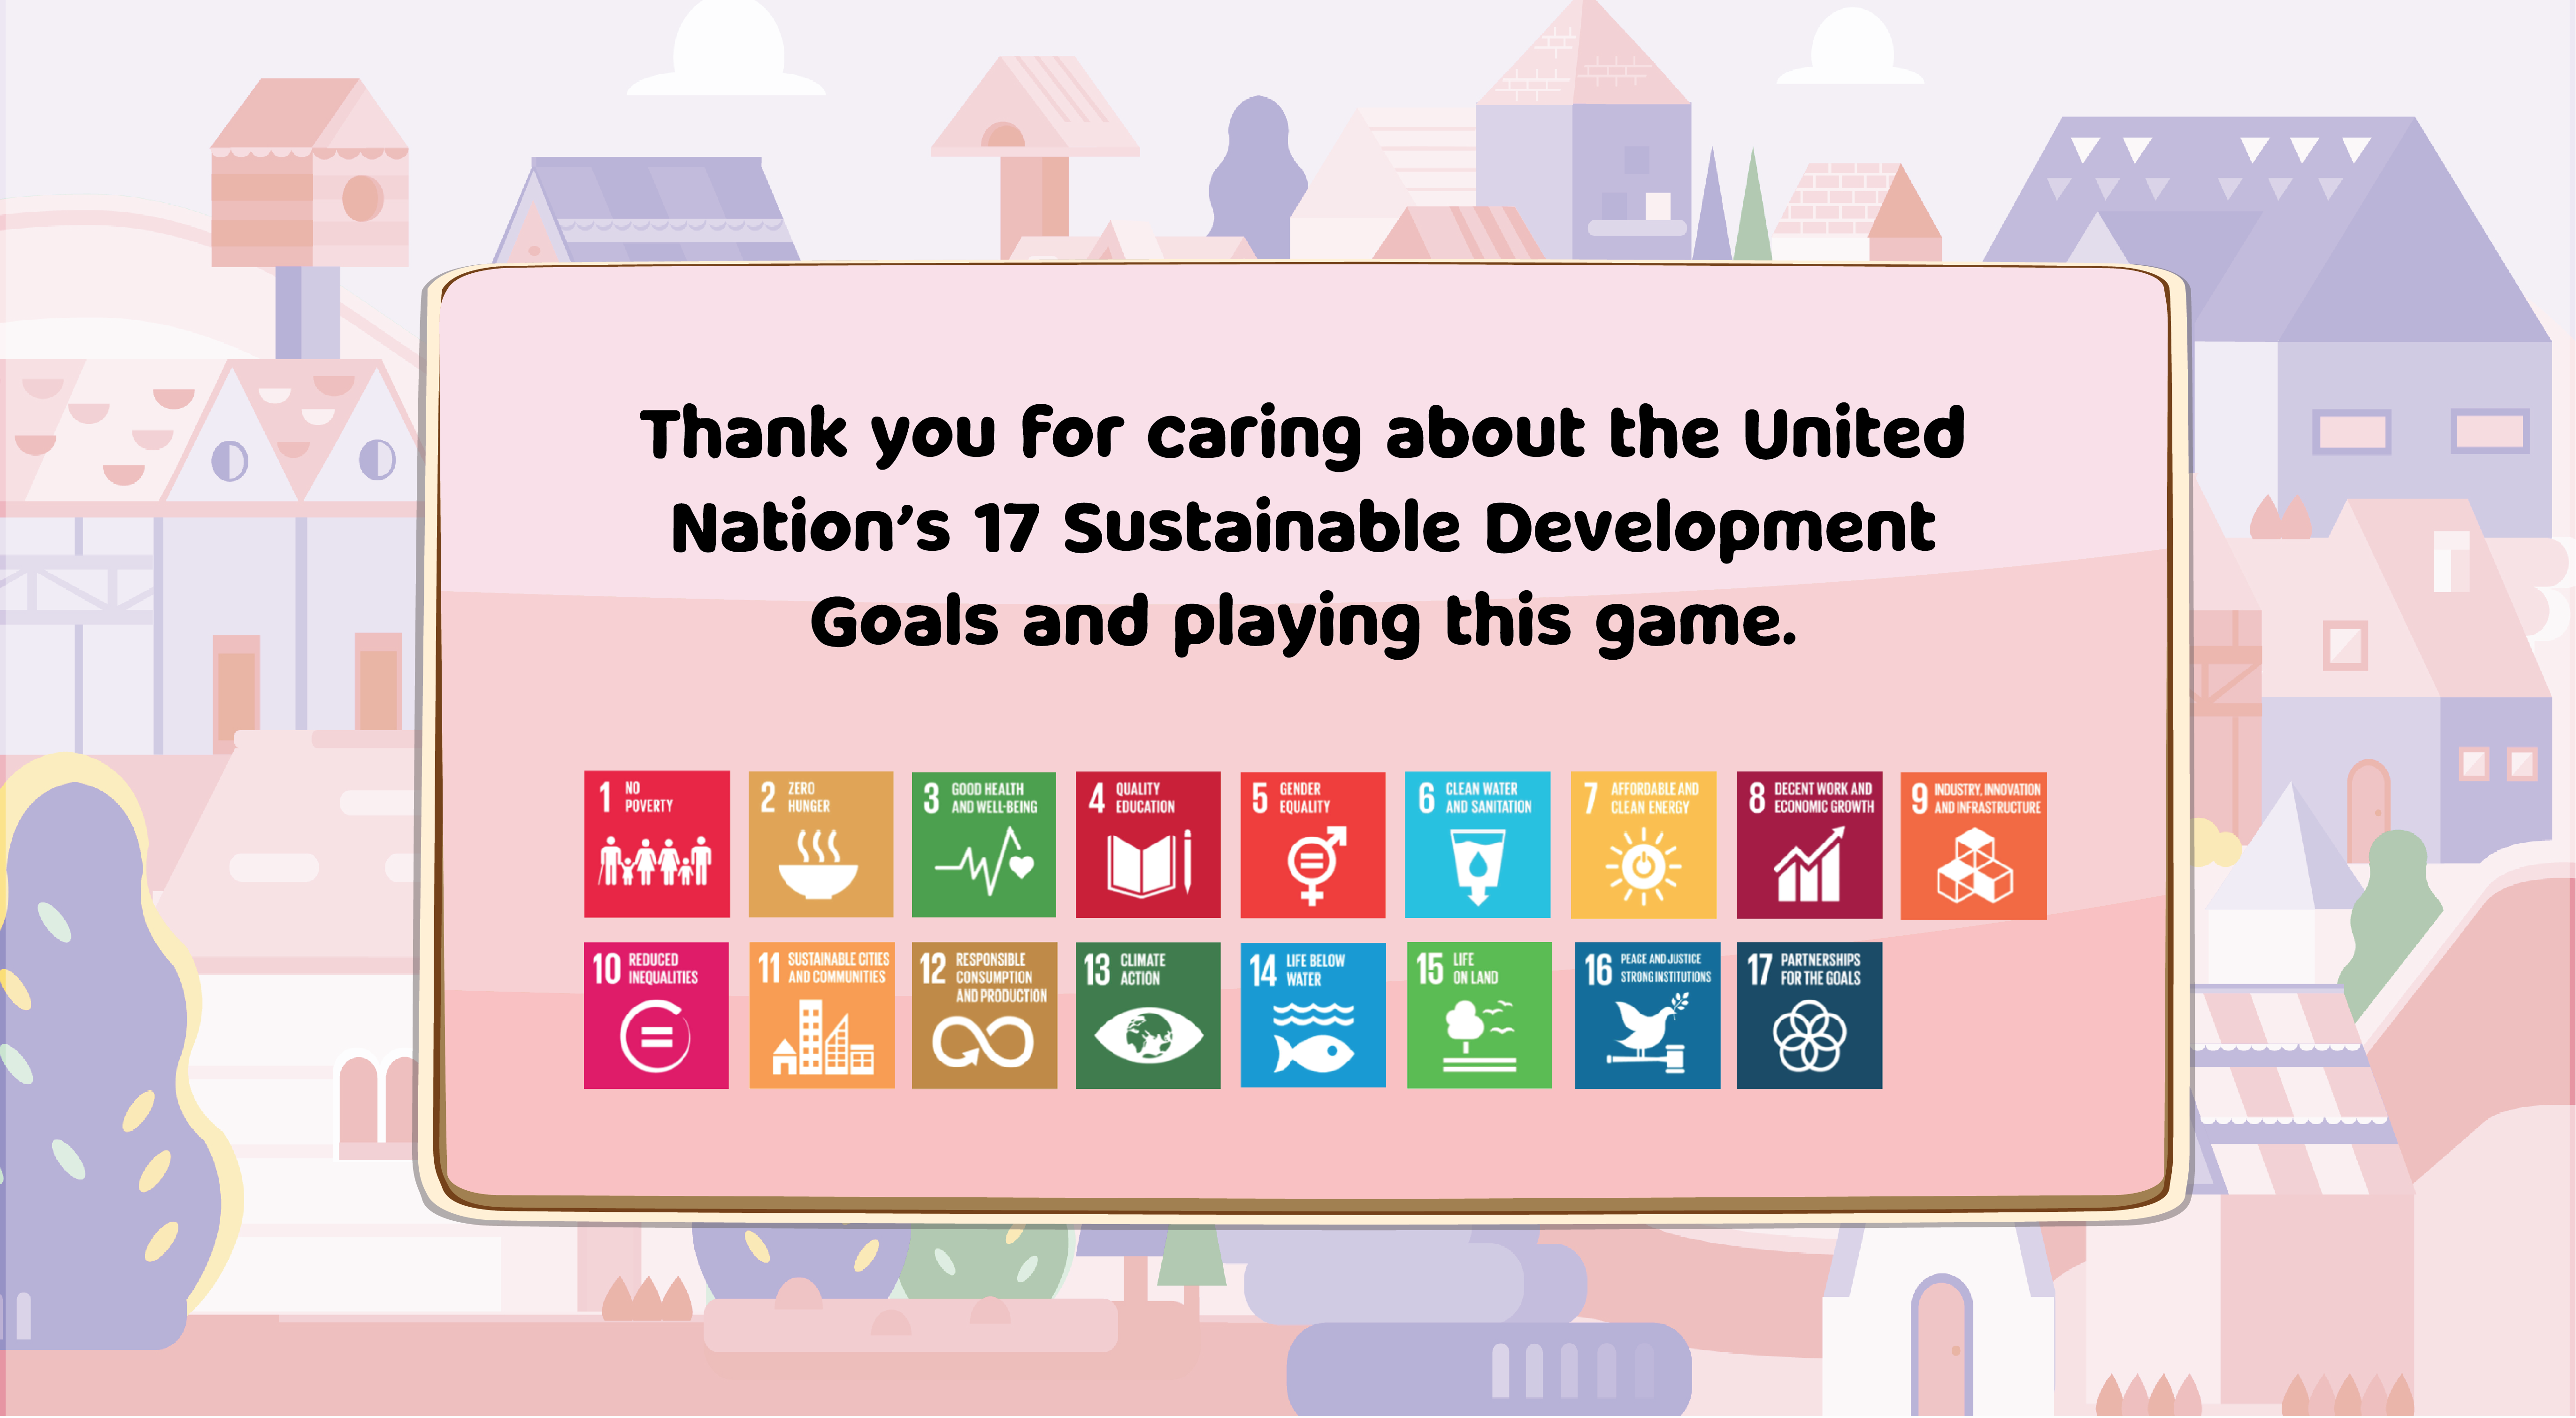 Thank you for caring about the United
Nation’s 17 Sustainable Development
Goals and playing this game.
1 NO
POVERTY
2 ZERO
HUNGER
3 GOOD HEALTH
AND WELL-BEING
4 QUALITY
EDUCATION
5 GENDER
EQUALITY
6 CLEAN WATER
AND SANITATION
7 AFFORDABLE AND
CLEAN ENERGY
8 DECENT WORK AND
ECONOMIC GROWTH
9 INDUSTRY, INNOVATION
AND INFRASTRUCTURE
10 REDUCED
INEQUALITIES
11 SUSTAINABLE CITIES
AND COMMUNITIES
12 RESPONSIBLE
CONSUMPTION
AND PRODUCTION
13 CLIMATE
ACTION
14 LIFE BELOW
WATER
15 LIFE
ON LAND
16 PEACE AND JUSTICE
STRONG INSTITUTIONS
17 PARTNERSHIPS
FOR THE GOALS